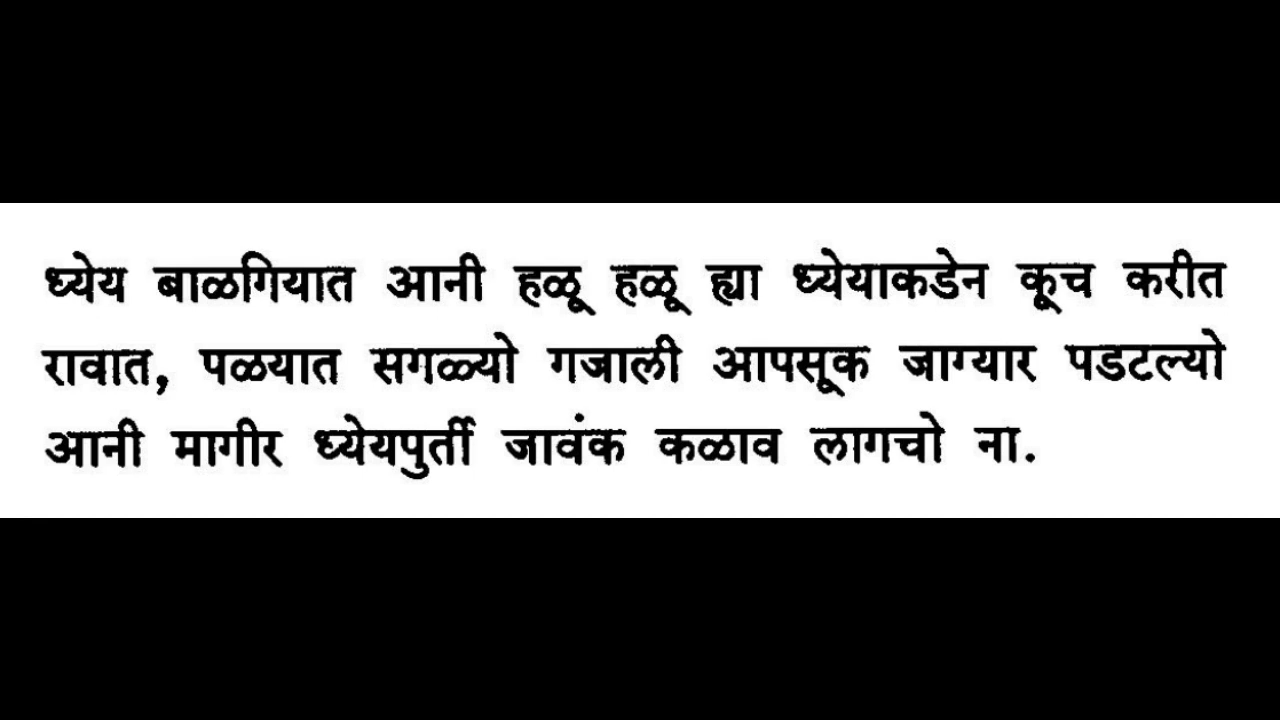 ध्येय बाळगियात आनी हळू हळू ह्या ध्येयाकडेन कूच करीत
रावात, पळयात सगळ्यो गजाली आपसूक जाग्यार पडटल्यो
आनी मागीर ध्येयपुर्ती जावंक कळाव लागचो ना.